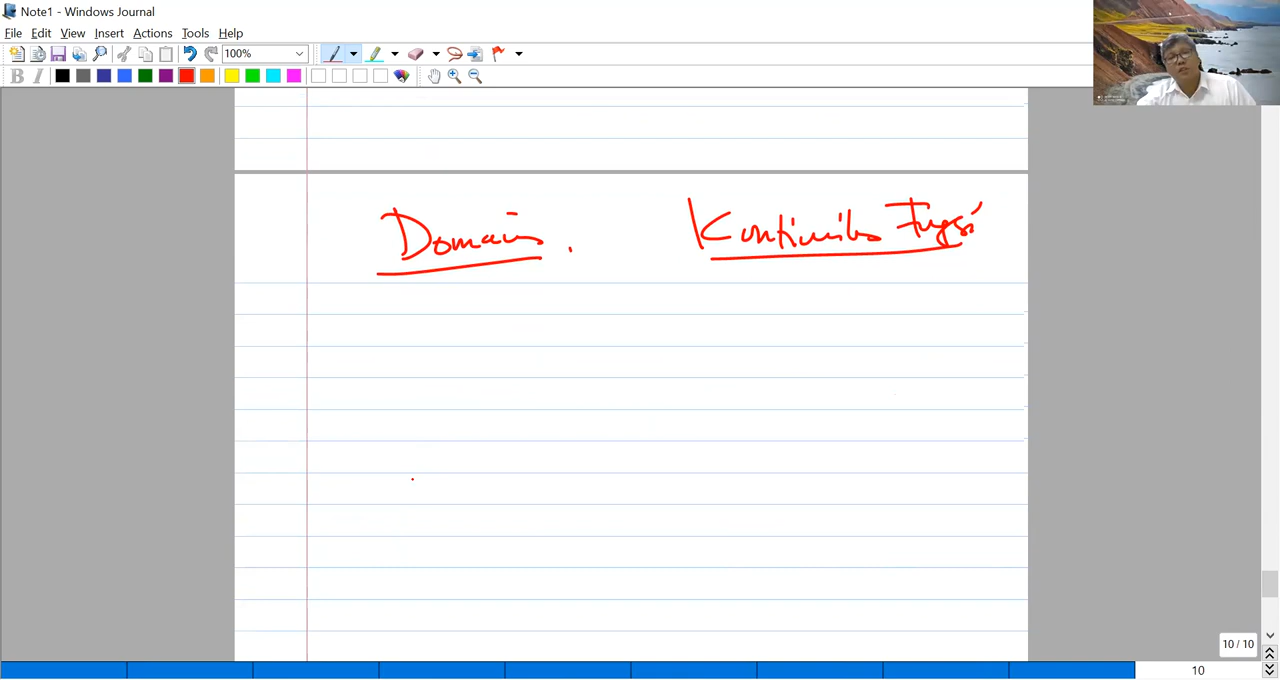 Note1 - Windows Journal
File Edit View Insert Actions Tools Help
100%
B I
Domain . Kontinuitas Fungsi
10 / 10
10